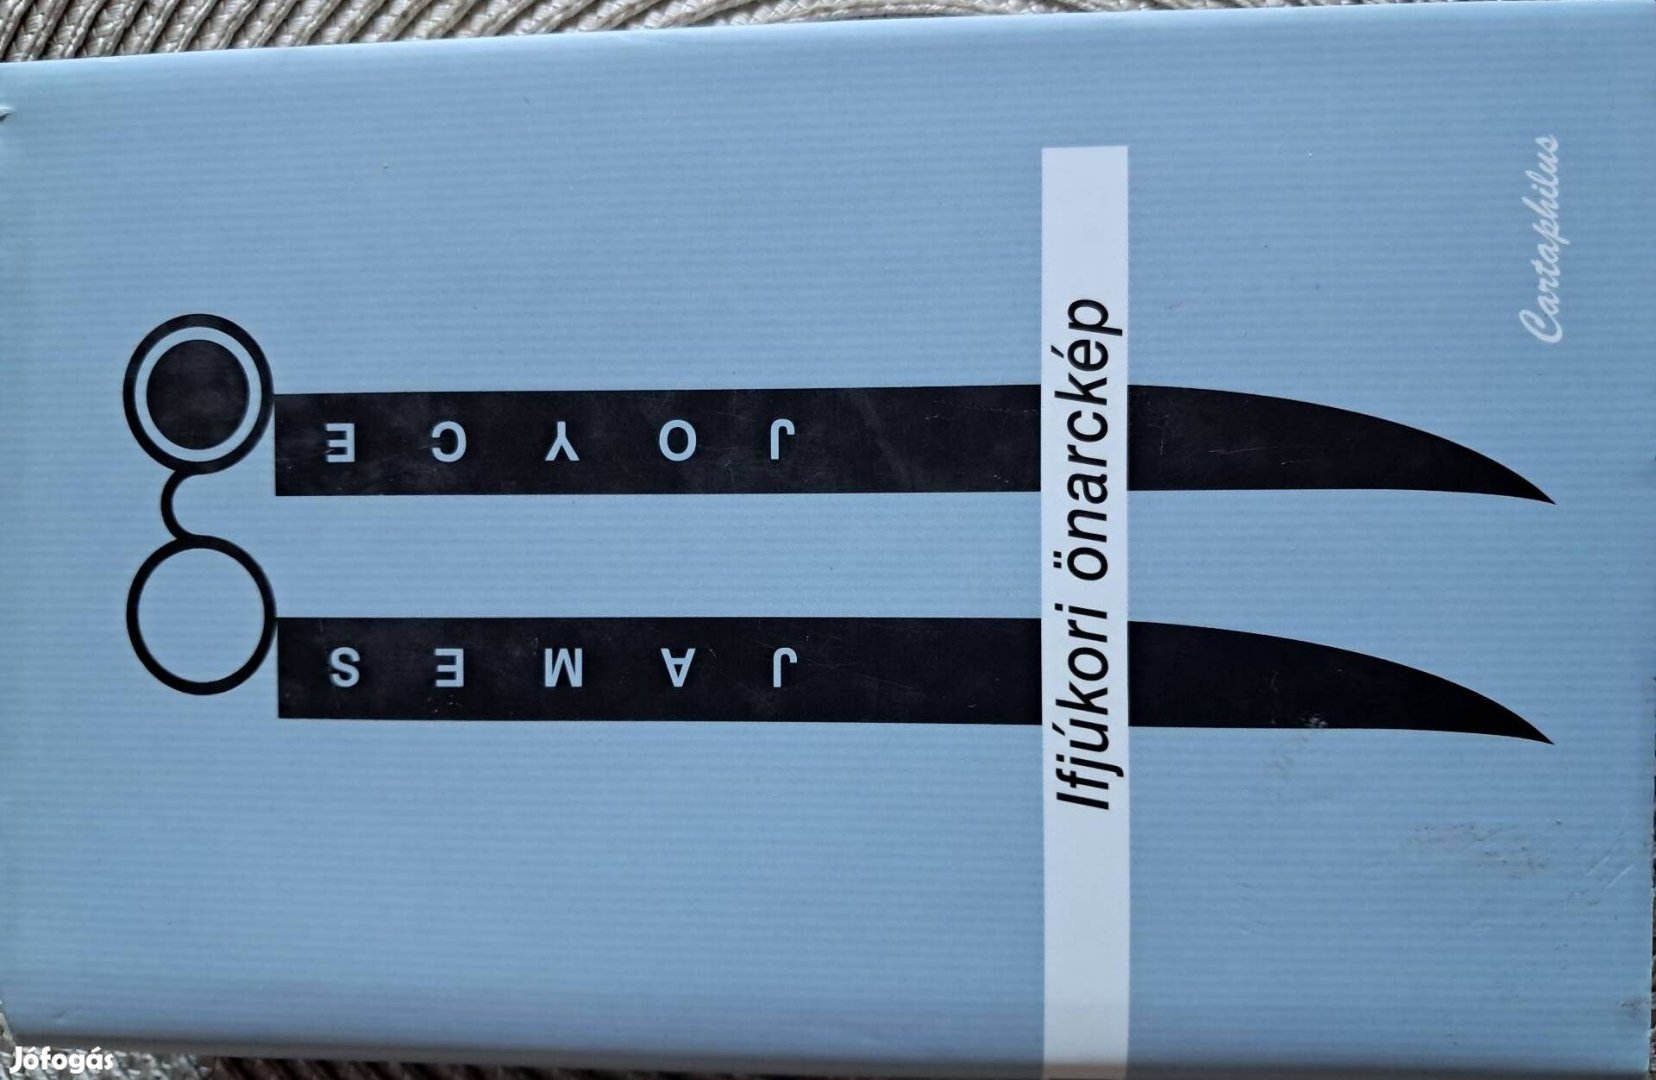 JAMES
JOYCE
Ifjúkori önarckép
Cartaphilus
Jófogás